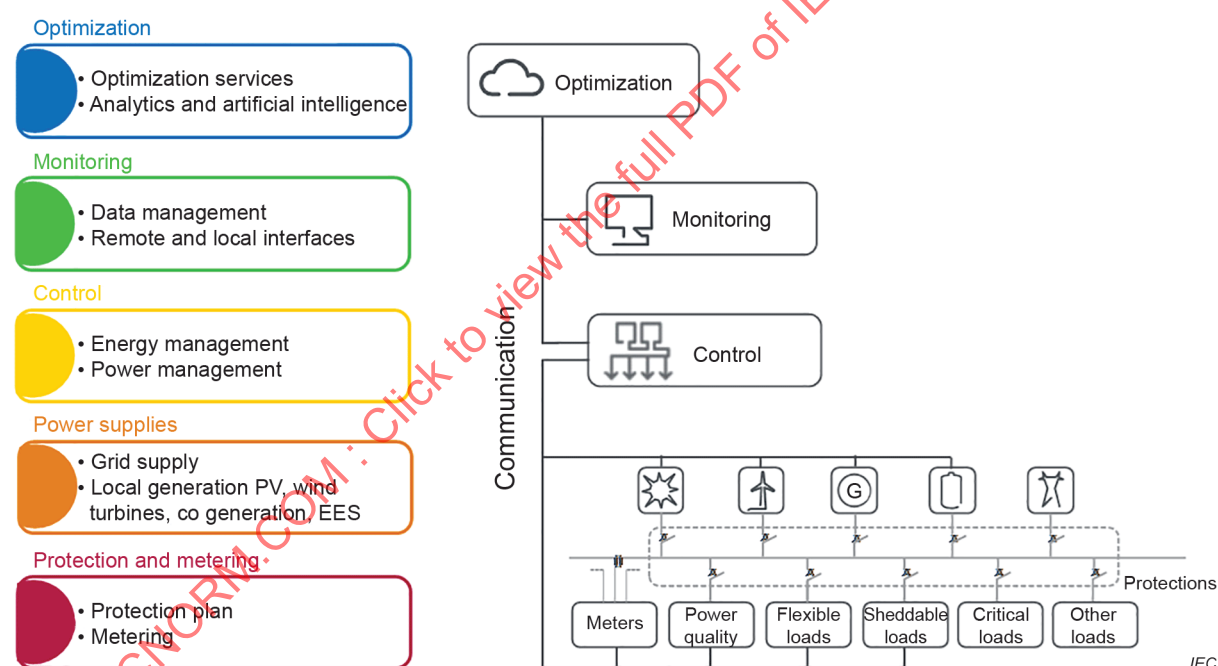 Optimization
• Optimization services
• Analytics and artificial intelligence
Monitoring
• Data management
• Remote and local interfaces
Control
• Energy management
• Power management
Power supplies
• Grid supply
• Local generation PV, wind
turbines, co generation, EES
Protection and metering
• Protection plan
• Metering
Optimization
Monitoring
Control
Communication
G
Protections
Meters
Power
quality
Flexible
loads
Sheddable
loads
Critical
loads
Other
loads
IEC
CNORM.COM : Click to view the full PDF of IE